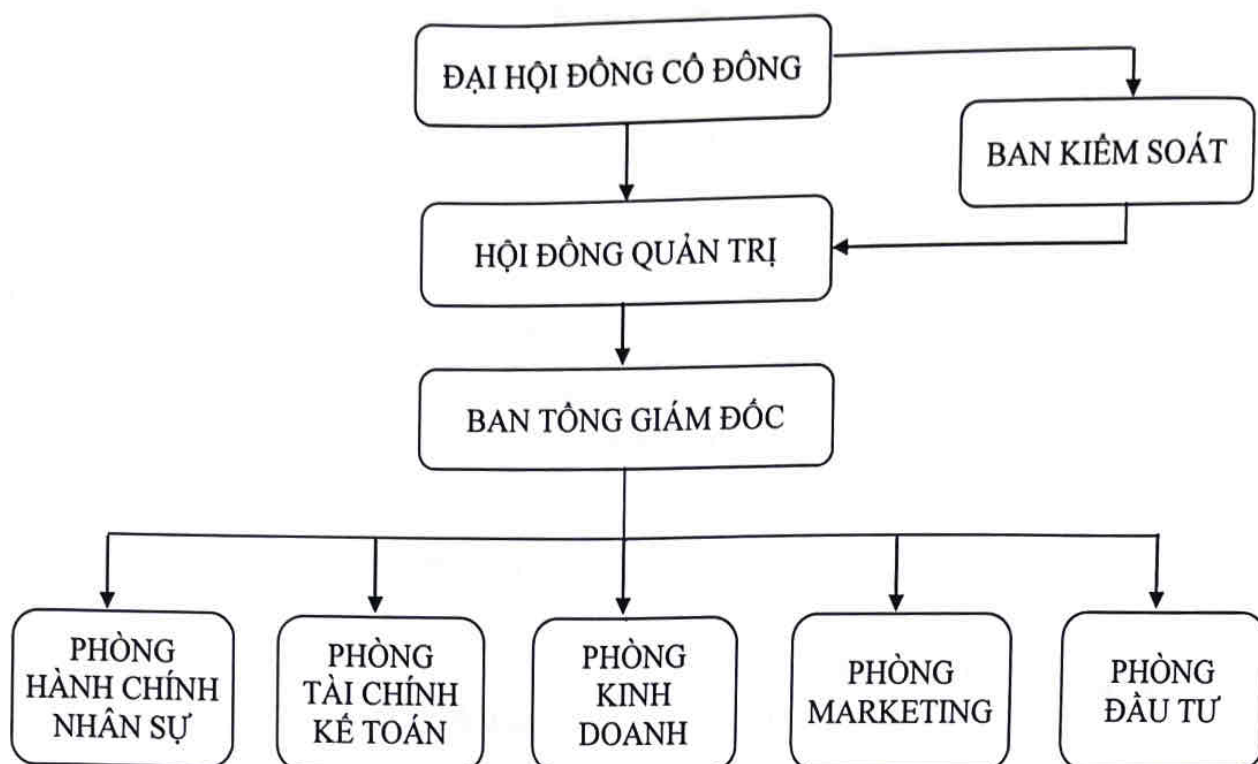 ĐẠI HỘI ĐỒNG CỔ ĐÔNG
BAN KIỂM SOÁT
HỘI ĐỒNG QUẢN TRỊ
BAN TỔNG GIÁM ĐỐC
PHÒNG
HÀNH CHÍNH
NHÂN SỰ
PHÒNG
TÀI CHÍNH
KẾ TOÁN
PHÒNG
KINH
DOANH
PHÒNG
MARKETING
PHÒNG
ĐẦU TƯ